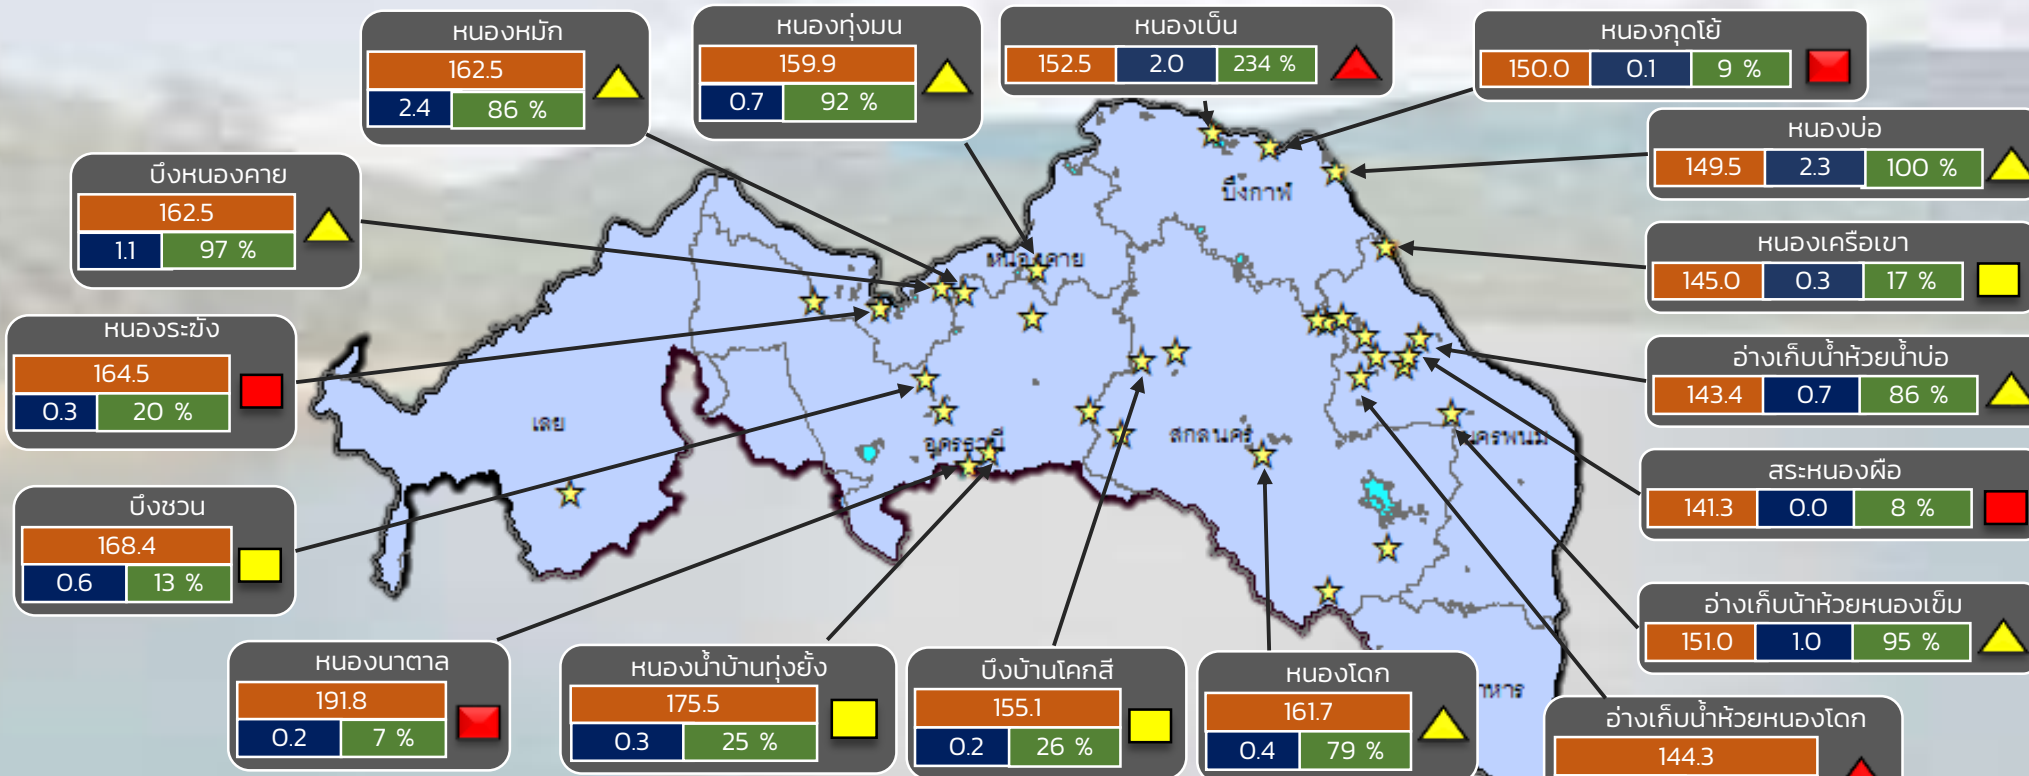 หนองหมัก
162.5
2.4 86 %
หนองทุ่งมน
159.9
0.7 92 %
หนองเบ็น
152.5 2.0 234 %
หนองกุดโย้
150.0 0.1 9 %
หนองบ่อ
149.5 2.3 100 %
บึงหนองคาย
162.5
1.1 97 %
บึงกาฬ
หนองเครือเขา
145.0 0.3 17 %
หนองคาย
หนองระฆัง
164.5
0.3 20 %
อ่างเก็บน้ำห้วยน้ำบ่อ
143.4 0.7 86 %
เลย
อุดรธานี
สกลนคร
นครพนม
สระหนองผือ
141.3 0.0 8 %
บึงชวน
168.4
0.6 13 %
อ่างเก็บน้ำห้วยหนองเข็ม
151.0 1.0 95 %
หนองนาตาล
191.8
0.2 7 %
หนองน้ำบ้านทุ่งยั้ง
175.5
0.3 25 %
บึงบ้านโคกสี
155.1
0.2 26 %
หนองโดก
161.7
0.4 79 %
าหาร
อ่างเก็บน้ำห้วยหนองโดก
144.3